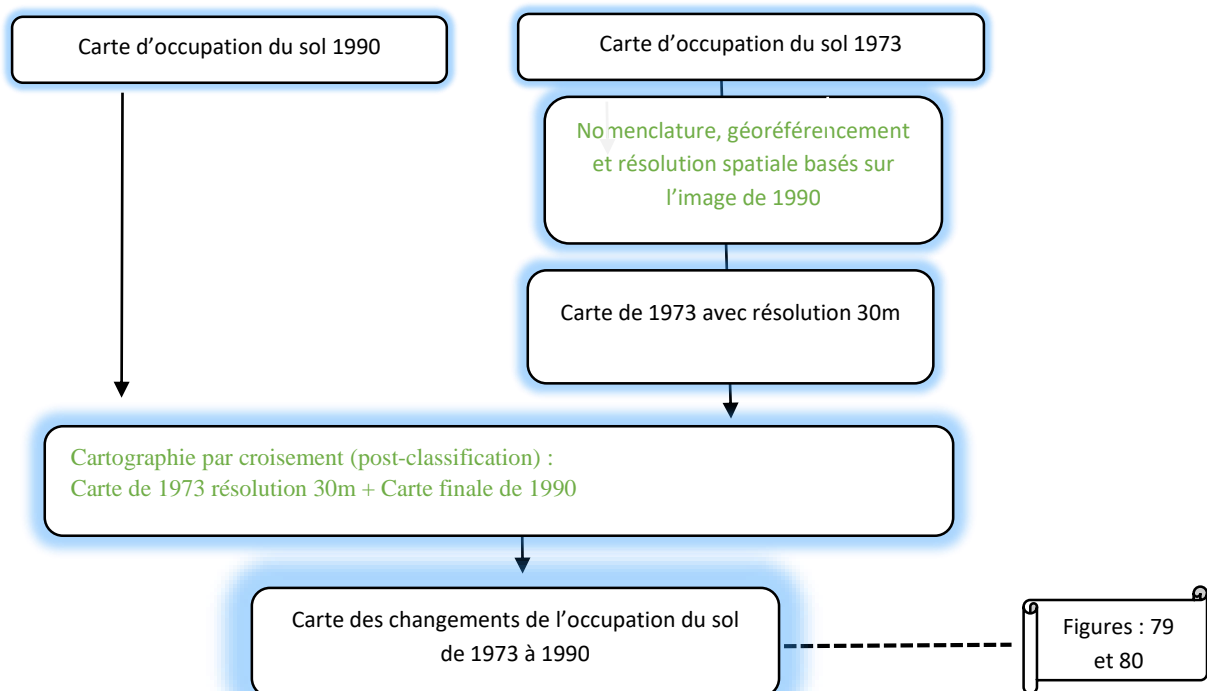 Carte d’occupation du sol 1990
Carte d’occupation du sol 1973
Nomenclature, géoréférencement
et résolution spatiale basés sur
l’image de 1990
Carte de 1973 avec résolution 30m
Cartographie par croisement (post-classification) :
Carte de 1973 résolution 30m + Carte finale de 1990
Carte des changements de l’occupation du sol
de 1973 à 1990
Figures : 79
et 80